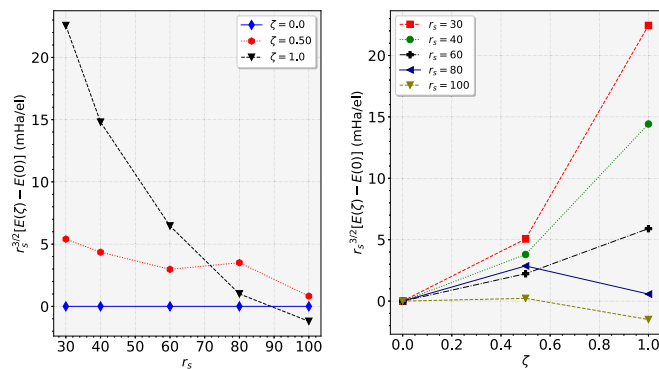 r_s^{3/2}[E(ζ) − E(0)] (mHa/el)
20
15
10
5
0
30 40 50 60 70 80 90 100
r_s
ζ = 0.0
ζ = 0.50
ζ = 1.0
r_s^{3/2}[E(ζ) − E(0)] (mHa/el)
20
15
10
5
0
0.0 0.2 0.4 0.6 0.8 1.0
ζ
r_s = 30
r_s = 40
r_s = 60
r_s = 80
r_s = 100